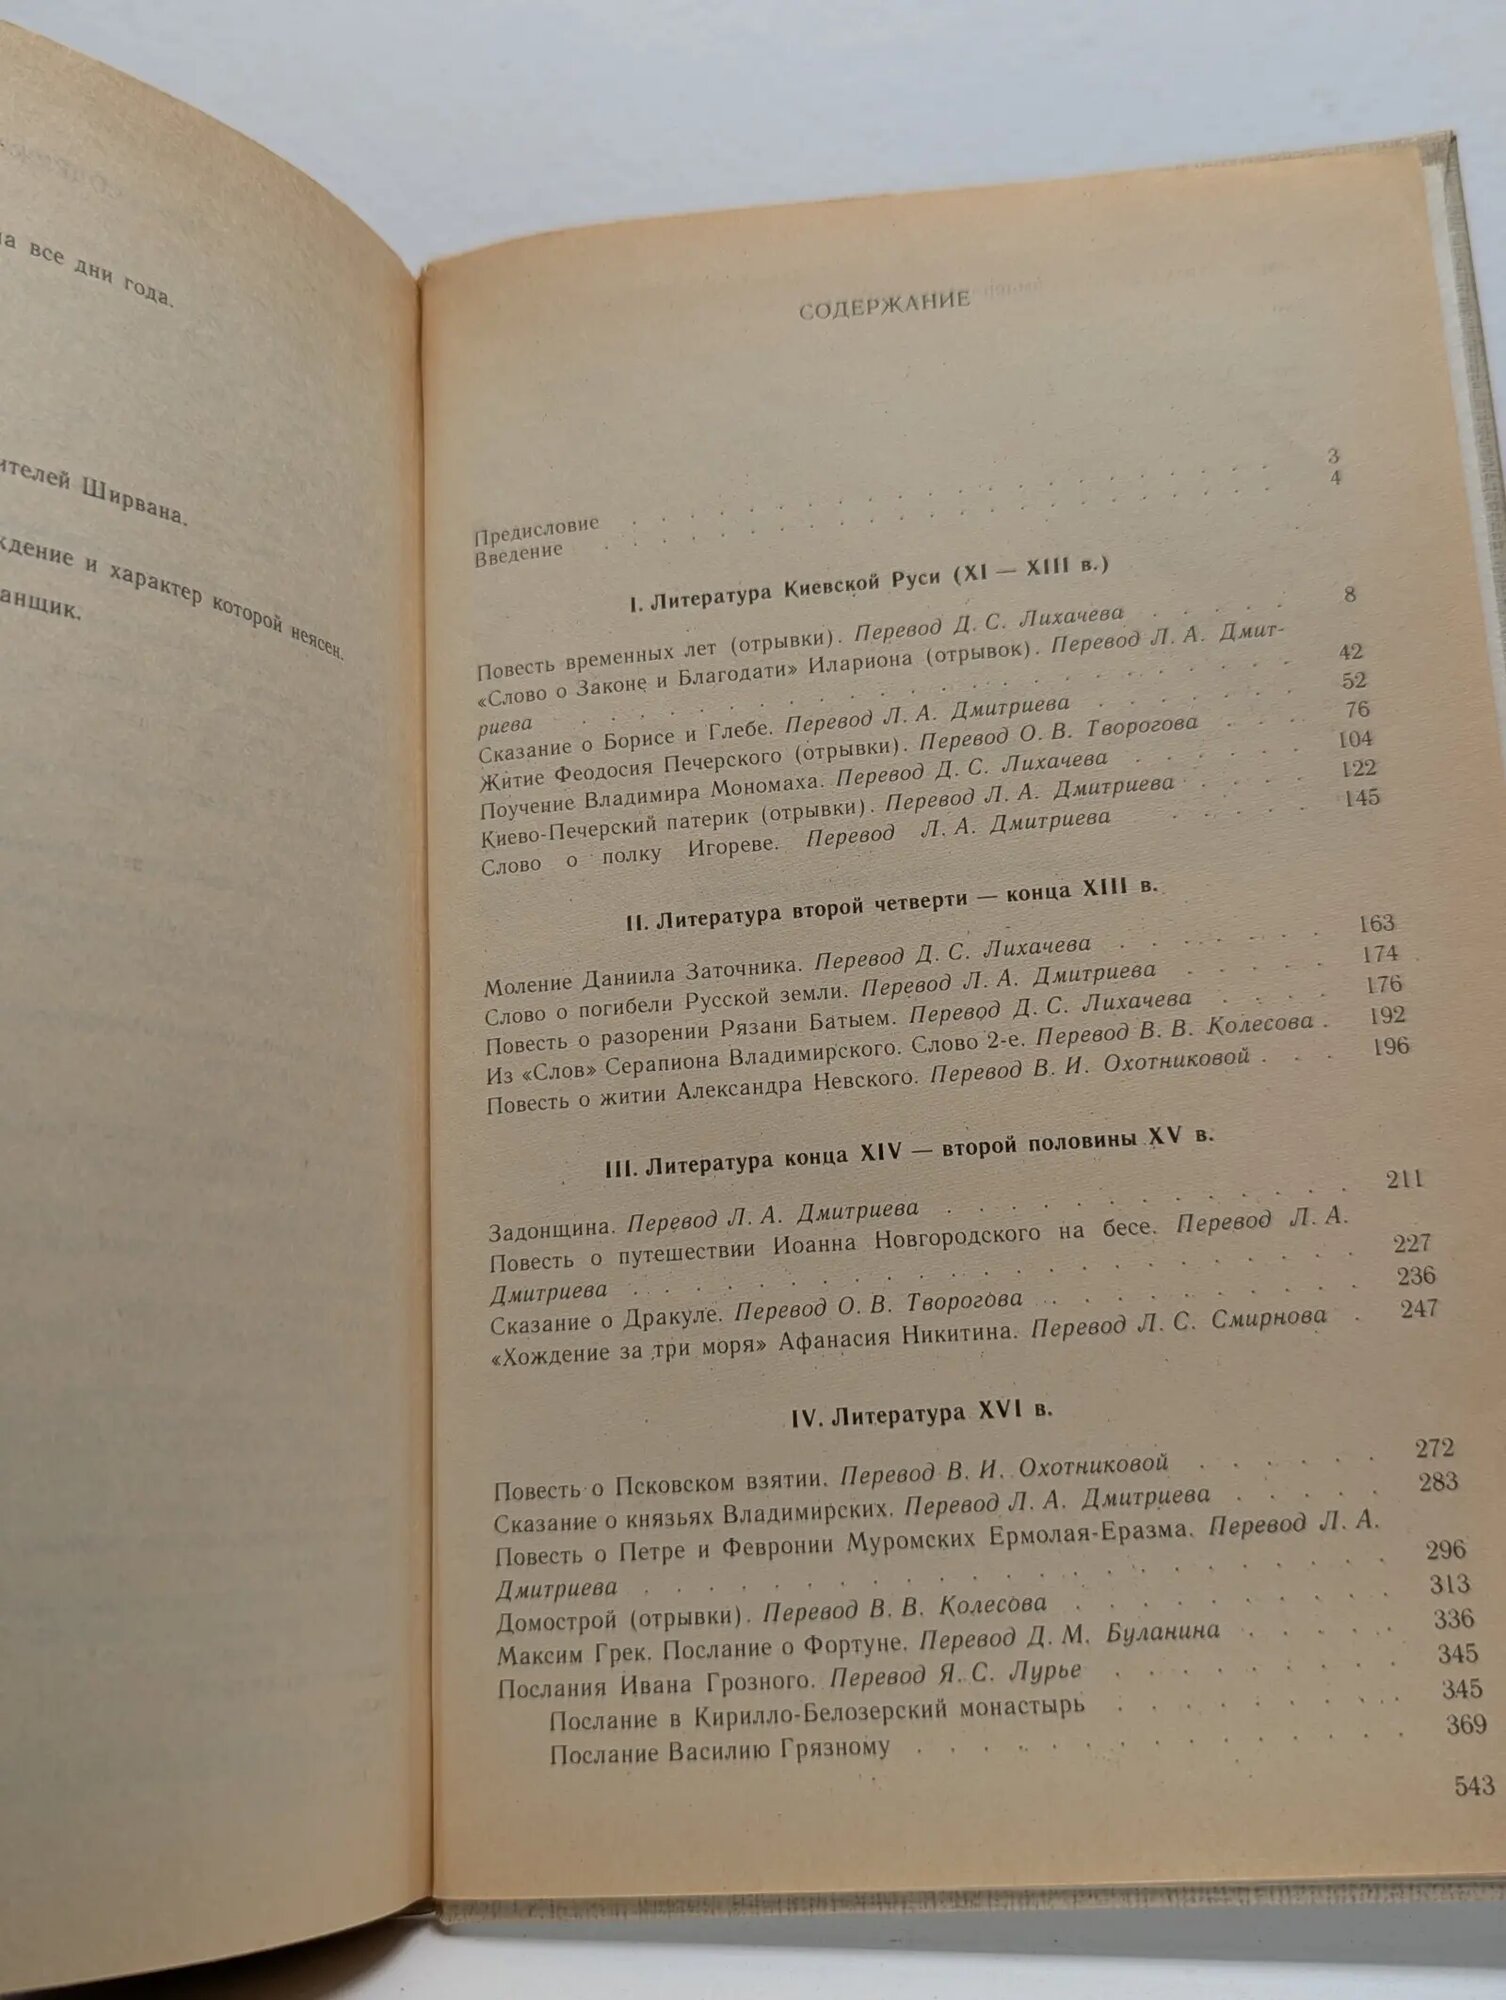 на все дни года.
ителей Ширвана.
ждение и характер которой неясен.
анщик.
СОДЕРЖАНИЕ
Предисловие . . . . . . . . . . . . 3
Введение . . . . . . . . . . . . 4
I. Литература Киевской Руси (XI — XIII в.)
Повесть временных лет (отрывки). Перевод Д. С. Лихачева . . . . . 8
«Слово о Законе и Благодати» Илариона (отрывок). Перевод Л. А. Дмит-
риева . . . . . . . . . . . . 42
Сказание о Борисе и Глебе. Перевод Л. А. Дмитриева . . . . . 52
Житие Феодосия Печерского (отрывки). Перевод О. В. Творогова . . . 76
Поучение Владимира Мономаха. Перевод Д. С. Лихачева . . . . . 104
Киево-Печерский патерик (отрывки). Перевод Л. А. Дмитриева . . . . 122
Слово о полку Игореве. Перевод Л. А. Дмитриева . . . . 145
II. Литература второй четверти — конца XIII в.
Моление Даниила Заточника. Перевод Д. С. Лихачева . . . . . . 163
Слово о погибели Русской земли. Перевод Л. А. Дмитриева . . . . . 174
Повесть о разорении Рязани Батыем. Перевод Д. С. Лихачева . . . . 176
Из «Слов» Серапиона Владимирского. Слово 2-е. Перевод В. В. Колесова . 192
Повесть о житии Александра Невского. Перевод В. И. Охотниковой . . . 196
III. Литература конца XIV — второй половины XV в.
Задонщина. Перевод Л. А. Дмитриева . . . . . . . . . . 211
Повесть о путешествии Иоанна Новгородского на бесе. Перевод Л. А.
Дмитриева . . . . . . . . . . . . 227
Сказание о Дракуле. Перевод О. В. Творогова . . . . . . . . 236
«Хождение за три моря» Афанасия Никитина. Перевод Л. С. Смирнова . 247
IV. Литература XVI в.
Повесть о Псковском взятии. Перевод В. И. Охотниковой . . . . . . 272
Сказание о князьях Владимирских. Перевод Л. А. Дмитриева . . . . . 283
Повесть о Петре и Февронии Муромских Ермолая-Еразма. Перевод Л. А.
Дмитриева . . . . . . . . . . . . 296
Домострой (отрывки). Перевод В. В. Колесова . . . . . . . . 313
Максим Грек. Послание о Фортуне. Перевод Д. М. Буланина . . . . . 336
Послания Ивана Грозного. Перевод Я. С. Лурье . . . . . . . 345
Послание в Кирилло-Белозерский монастырь . . . . . . . 345
Послание Василию Грязному . . . . . . . . . . . . 369
543